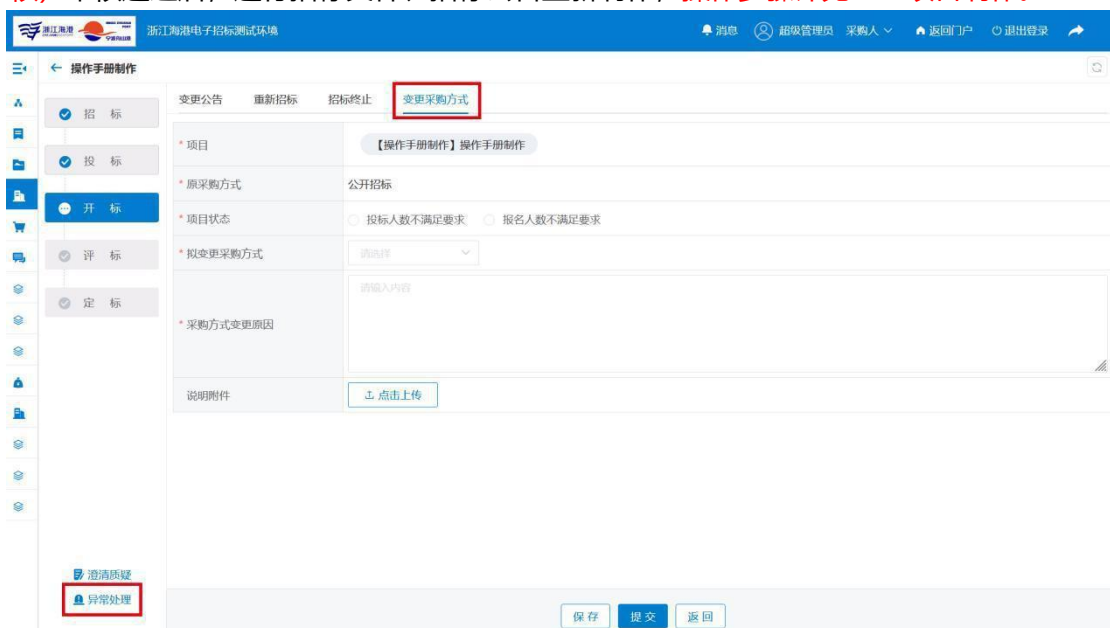 浙江海港
浙江海港电子招标测试环境
消息
超级管理员
采购人
返回门户
退出登录
操作手册制作
招 标
投 标
开 标
评 标
定 标
变更公告 重新招标 招标终止 变更采购方式
* 项目 【操作手册制作】操作手册制作
* 原采购方式 公开招标
* 项目状态 投标人数不满足要求 报名人数不满足要求
* 拟变更采购方式 请选择
* 采购方式变更原因 请输入内容
说明附件 点击上传
澄清质疑
异常处理
保 存 提 交 返 回